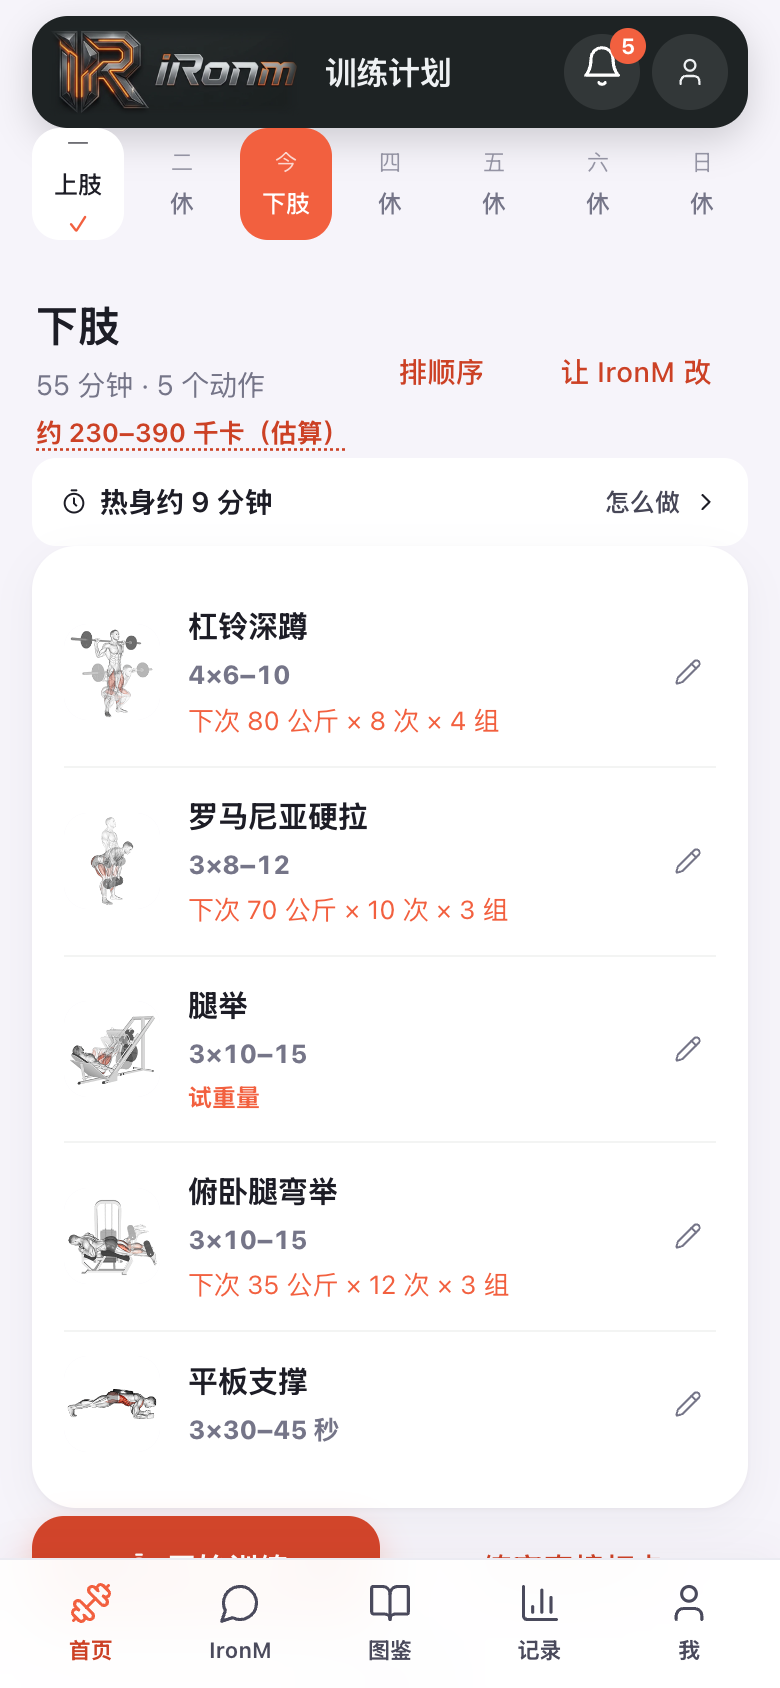 iRonm 训练计划 5
一 二 今 四 五 六 日
上肢 休 下肢 休 休 休 休
下肢
55 分钟 · 5 个动作
排顺序 让 IronM 改
约 230–390 千卡（估算）
热身约 9 分钟 怎么做
杠铃深蹲
4×6–10
下次 80 公斤 × 8 次 × 4 组
罗马尼亚硬拉
3×8–12
下次 70 公斤 × 10 次 × 3 组
腿举
3×10–15
试重量
俯卧腿弯举
3×10–15
下次 35 公斤 × 12 次 × 3 组
平板支撑
3×30–45 秒
首页 IronM 图鉴 记录 我